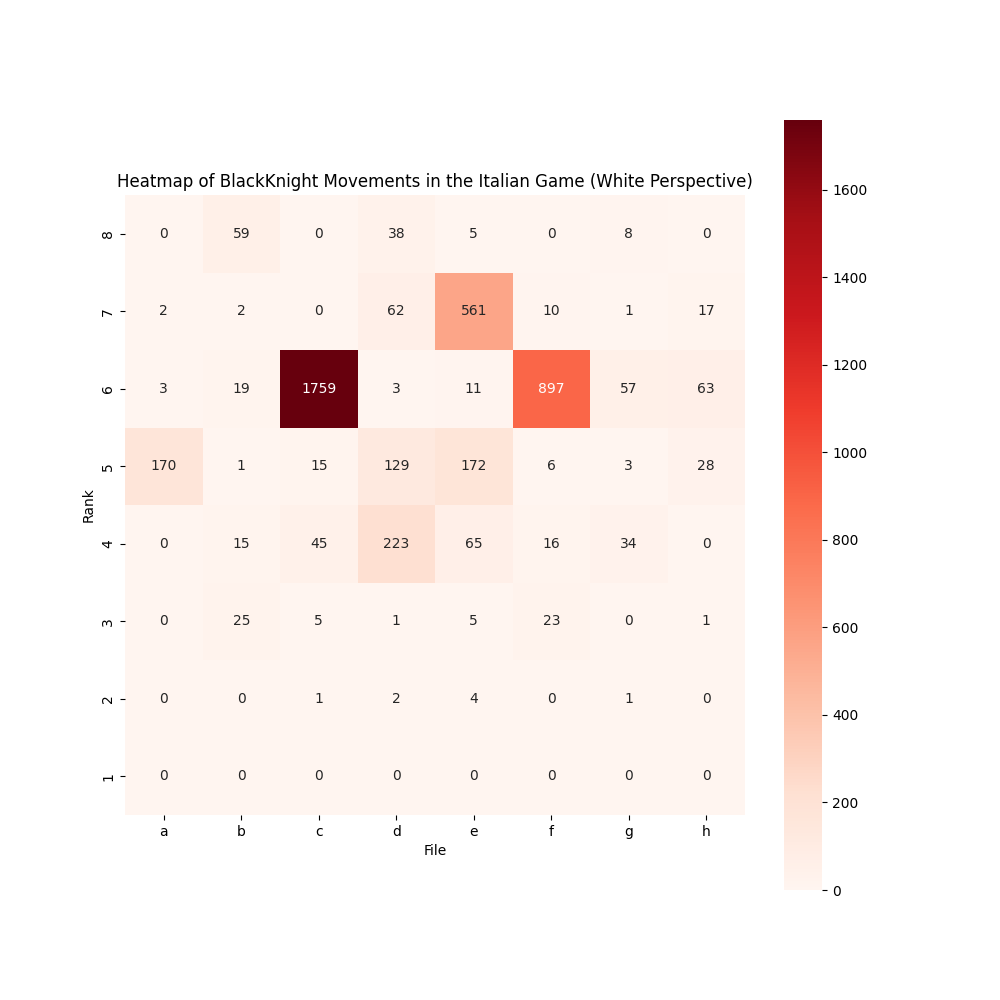 Heatmap of BlackKnight Movements in the Italian Game (White Perspective)
8 0 59 0 38 5 0 8 0
7 2 2 0 62 561 10 1 17
6 3 19 1759 3 11 897 57 63
5 170 1 15 129 172 6 3 28
4 0 15 45 223 65 16 34 0
3 0 25 5 1 5 23 0 1
2 0 0 1 2 4 0 1 0
1 0 0 0 0 0 0 0 0
a b c d e f g h
File
Rank
1600
1400
1200
1000
800
600
400
200
0